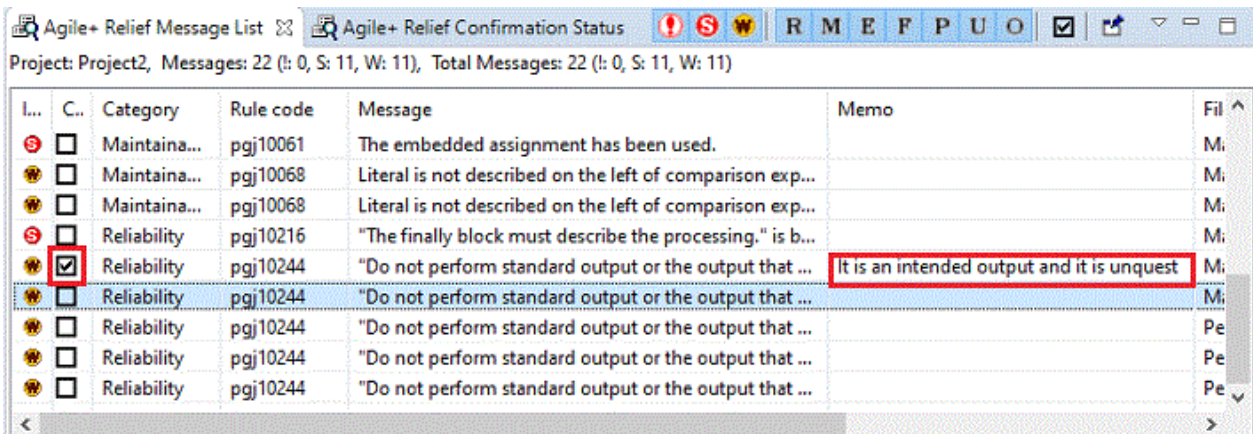 Agile+ Relief Message List Agile+ Relief Confirmation Status ! S W R M E F P U O
Project: Project2, Messages: 22 (!: 0, S: 11, W: 11), Total Messages: 22 (!: 0, S: 11, W: 11)
I... C.. Category Rule code Message Memo Fil
S Maintaina... pgj10061 The embedded assignment has been used. Ma
W Maintaina... pgj10068 Literal is not described on the left of comparison exp... Ma
W Maintaina... pgj10068 Literal is not described on the left of comparison exp... Ma
S Reliability pgj10216 "The finally block must describe the processing." is b... Ma
W Reliability pgj10244 "Do not perform standard output or the output that ... It is an intended output and it is unquest Ma
W Reliability pgj10244 "Do not perform standard output or the output that ... Ma
W Reliability pgj10244 "Do not perform standard output or the output that ... Pe
W Reliability pgj10244 "Do not perform standard output or the output that ... Pe
W Reliability pgj10244 "Do not perform standard output or the output that ... Pe